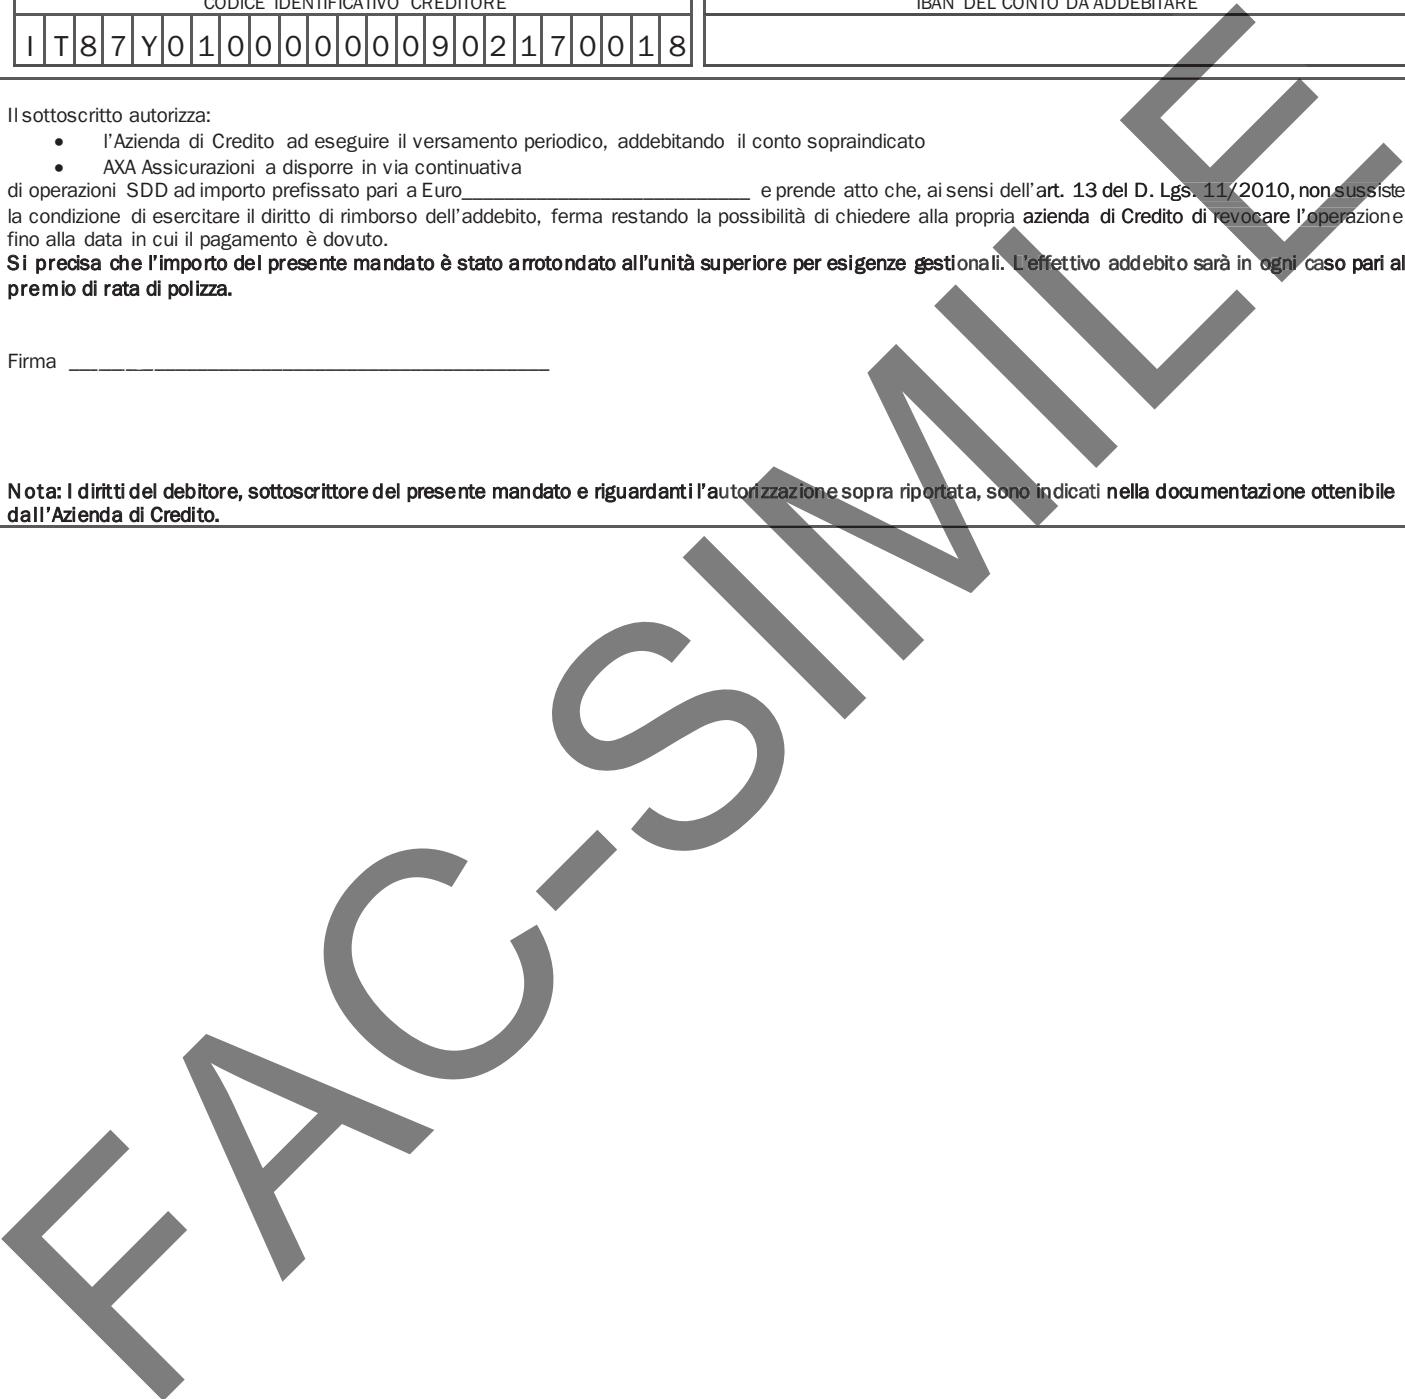 CODICE IDENTIFICATIVO CREDITORE
IBAN DEL CONTO DA ADDEBITARE
IT87Y0100000000902170018
Il sottoscritto autorizza:
• l'Azienda di Credito ad eseguire il versamento periodico, addebitando il conto sopraindicato
• AXA Assicurazioni a disporre in via continuativa
di operazioni SDD ad importo prefissato pari a Euro____________________________ e prende atto che, ai sensi dell'art. 13 del D. Lgs. 11/2010, non sussiste
la condizione di esercitare il diritto di rimborso dell'addebito, ferma restando la possibilità di chiedere alla propria azienda di Credito di revocare l'operazione
fino alla data in cui il pagamento è dovuto.
Si precisa che l'importo del presente mandato è stato arrotondato all'unità superiore per esigenze gestionali. L'effettivo addebito sarà in ogni caso pari al
premio di rata di polizza.
Firma ______________________________________________
Nota: I diritti del debitore, sottoscrittore del presente mandato e riguardanti l'autorizzazione sopra riportata, sono indicati nella documentazione ottenibile
dall'Azienda di Credito.
FAC-SIMILE